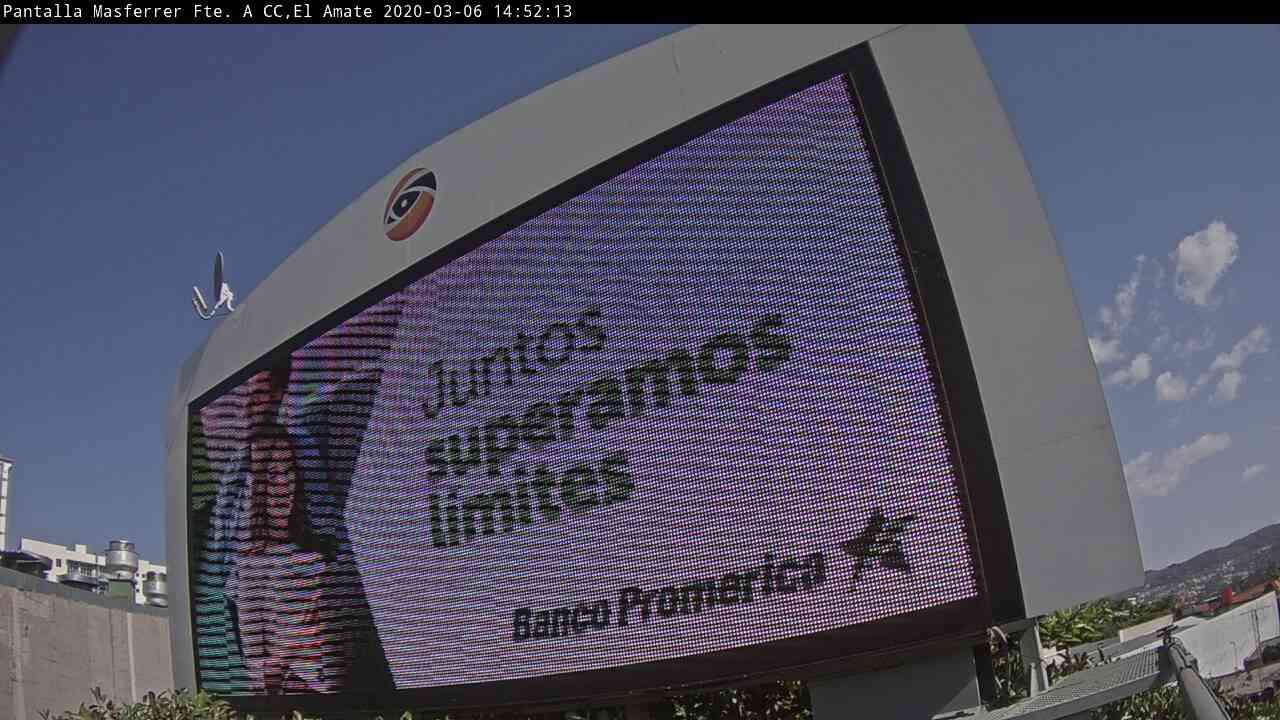 Pantalla Masferrer Fte. A CC,El Amate 2020-03-06 14:52:13
Juntos
superamos
límites
Banco Promerica